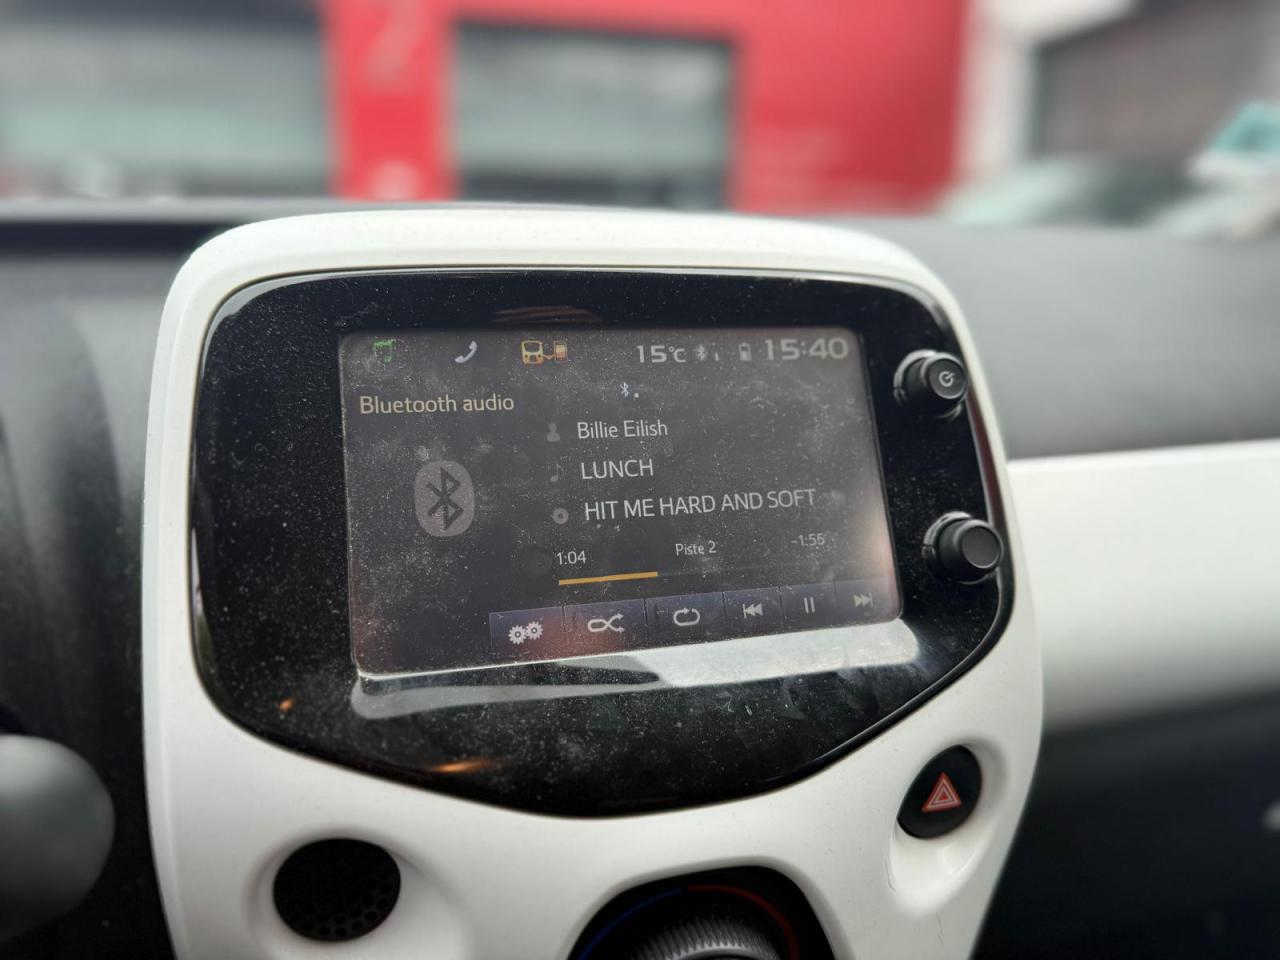 15°C 15:40
Bluetooth audio
Billie Eilish
LUNCH
HIT ME HARD AND SOFT
1:04 Piste 2 -1:55